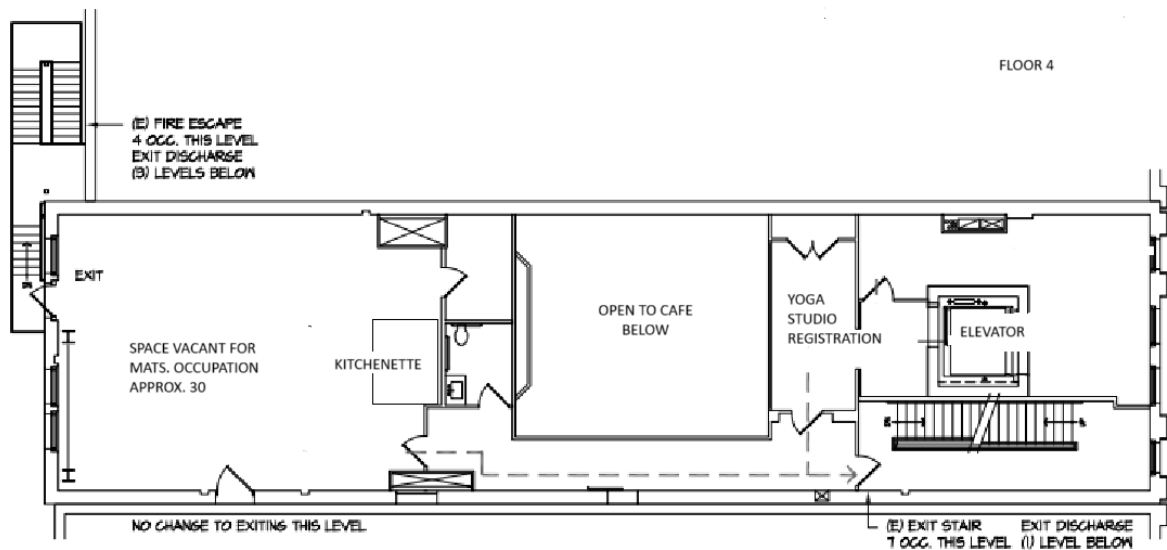 FLOOR 4
(E) FIRE ESCAPE
4 OCC. THIS LEVEL
EXIT DISCHARGE
(3) LEVELS BELOW
EXIT
SPACE VACANT FOR
MATS. OCCUPATION
APPROX. 30
KITCHENETTE
OPEN TO CAFE
BELOW
YOGA
STUDIO
REGISTRATION
ELEVATOR
NO CHANGE TO EXITING THIS LEVEL
(E) EXIT STAIR
7 OCC. THIS LEVEL
EXIT DISCHARGE
(1) LEVEL BELOW